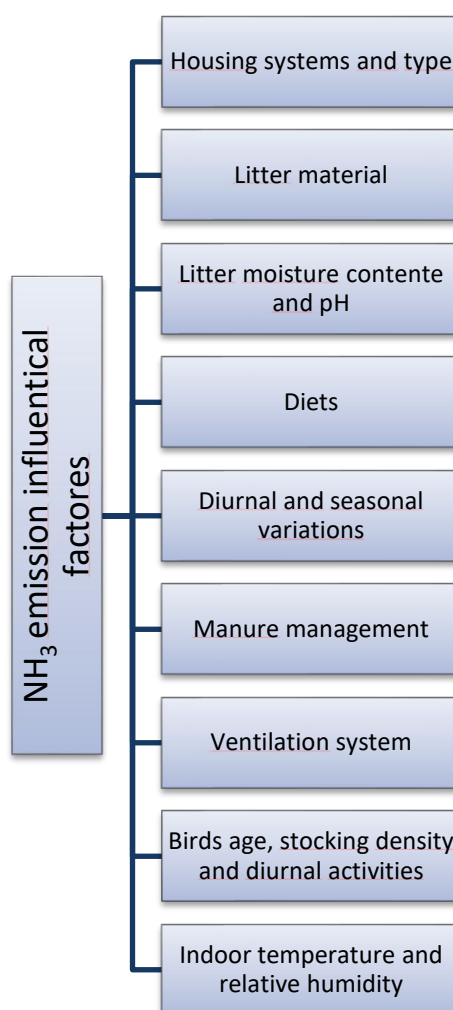 NH₃ emission influentical
factores
Housing systems and type
Litter material
Litter moisture contente
and pH
Diets
Diurnal and seasonal
variations
Manure management
Ventilation system
Birds age, stocking density
and diurnal activities
Indoor temperature and
relative humidity